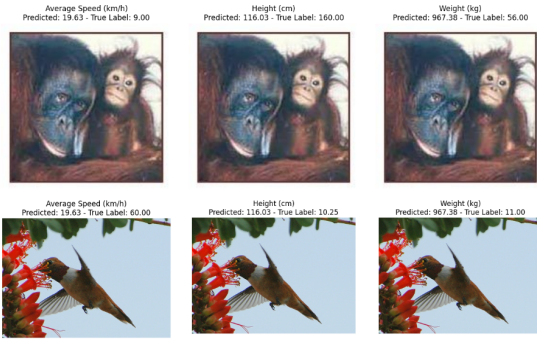 Average Speed (km/h)
Predicted: 19.63 - True Label: 9.00
Height (cm)
Predicted: 116.03 - True Label: 160.00
Weight (kg)
Predicted: 967.38 - True Label: 56.00
Average Speed (km/h)
Predicted: 19.63 - True Label: 60.00
Height (cm)
Predicted: 116.03 - True Label: 10.25
Weight (kg)
Predicted: 967.38 - True Label: 11.00